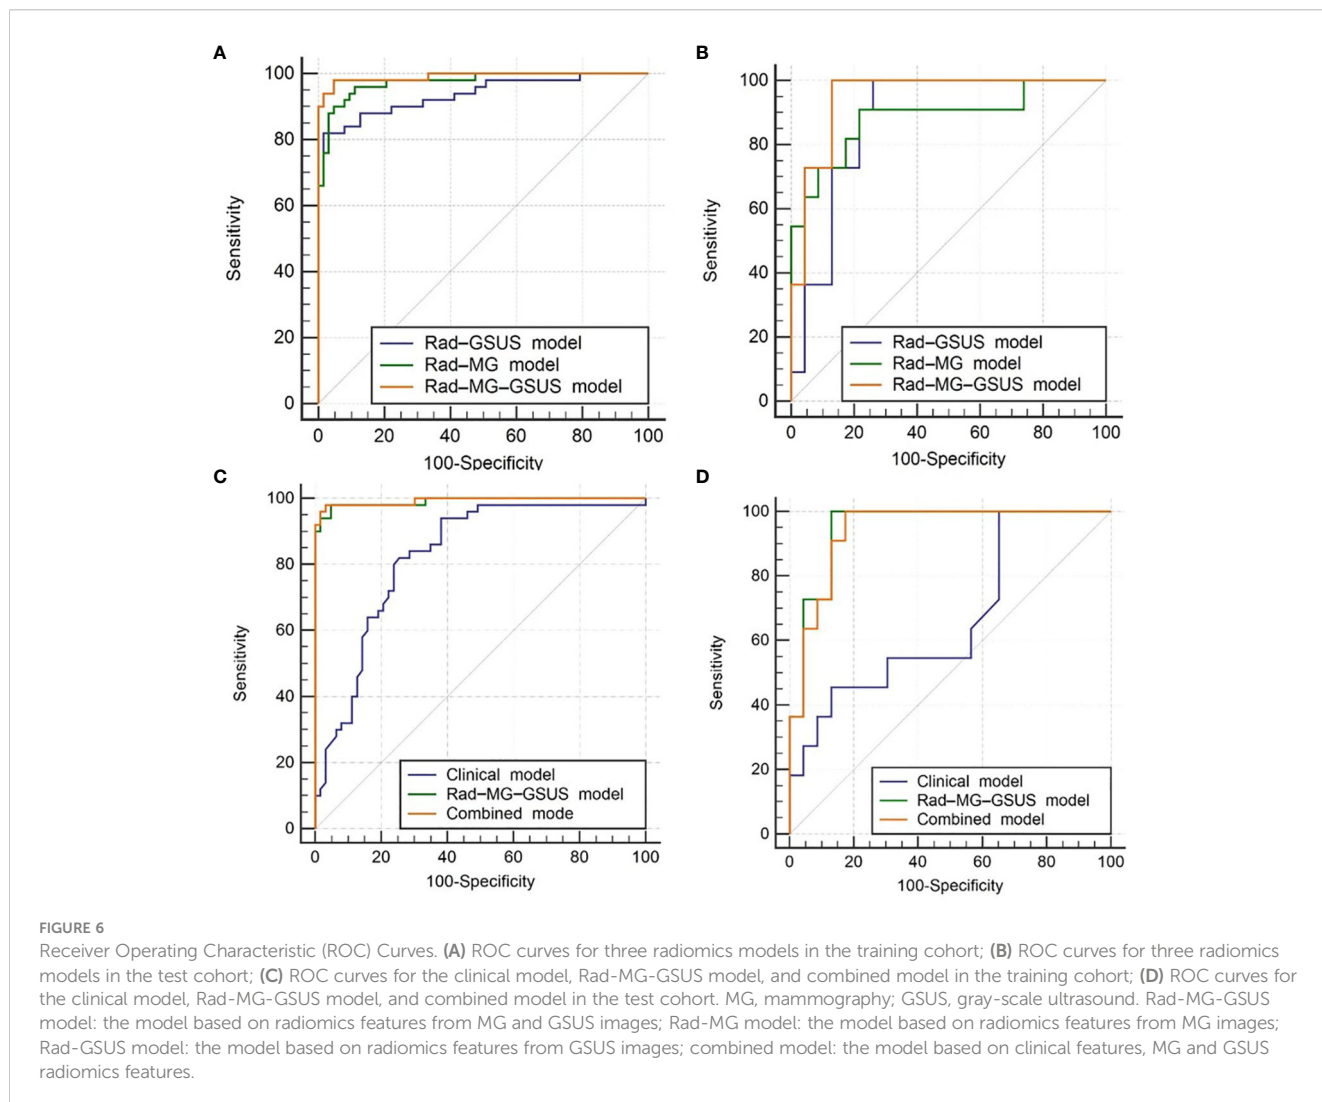 A
100
80
60
40
20
0
Sensitivity
Rad–GSUS model
Rad–MG model
Rad–MG–GSUS model
0 20 40 60 80 100
100-Specificity
B
100
80
60
40
20
0
Sensitivity
Rad–GSUS model
Rad–MG model
Rad–MG–GSUS model
0 20 40 60 80 100
100-Specificity
C
100
80
60
40
20
0
Sensitivity
Clinical model
Rad–MG–GSUS model
Combined mode
0 20 40 60 80 100
100-Specificity
D
100
80
60
40
20
0
Sensitivity
Clinical model
Rad–MG–GSUS model
Combined model
0 20 40 60 80 100
100-Specificity
FIGURE 6
Receiver Operating Characteristic (ROC) Curves. (A) ROC curves for three radiomics models in the training cohort; (B) ROC curves for three radiomics
models in the test cohort; (C) ROC curves for the clinical model, Rad-MG-GSUS model, and combined model in the training cohort; (D) ROC curves for
the clinical model, Rad-MG-GSUS model, and combined model in the test cohort. MG, mammography; GSUS, gray-scale ultrasound. Rad-MG-GSUS
model: the model based on radiomics features from MG and GSUS images; Rad-MG model: the model based on radiomics features from MG images;
Rad-GSUS model: the model based on radiomics features from GSUS images; combined model: the model based on clinical features, MG and GSUS
radiomics features.